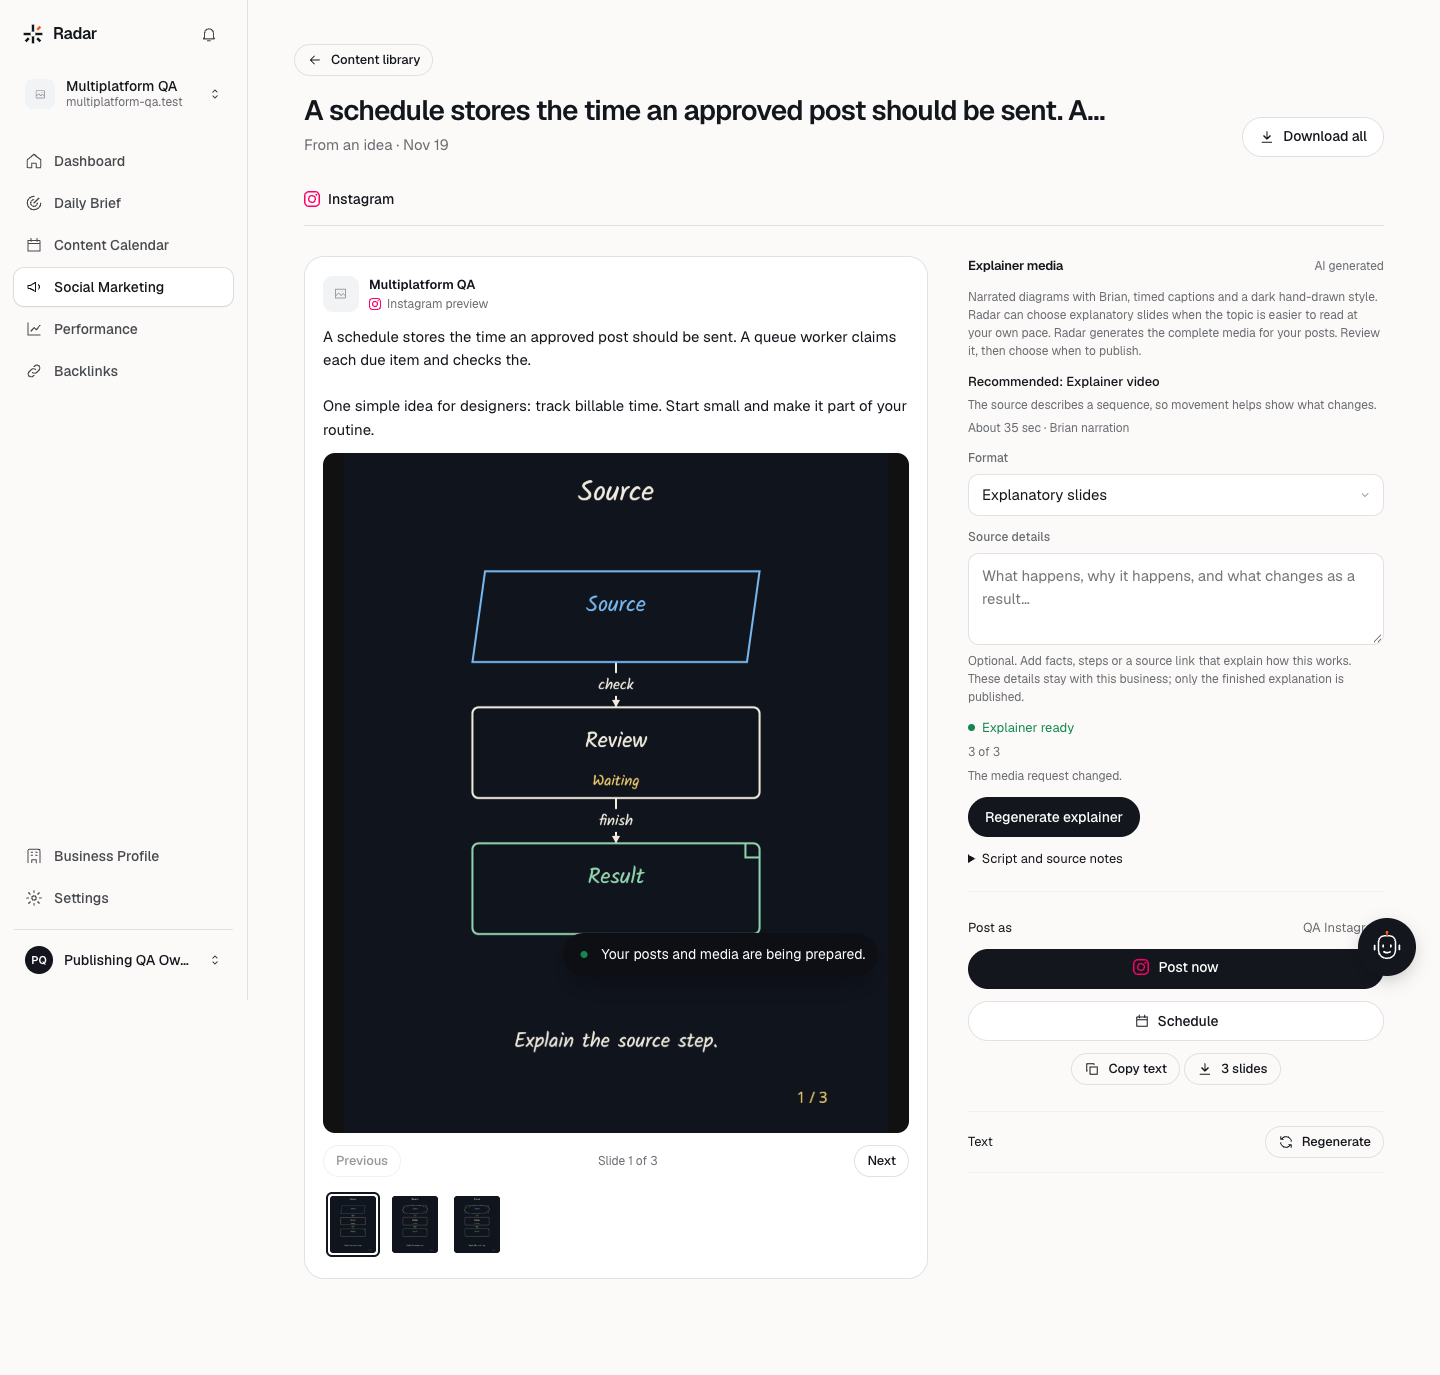 Radar
Multiplatform QA
multiplatform-qa.test
Dashboard
Daily Brief
Content Calendar
Social Marketing
Performance
Backlinks
Business Profile
Settings
PQ
Publishing QA Ow...
Content library
A schedule stores the time an approved post should be sent. A...
From an idea · Nov 19
Download all
Instagram
Multiplatform QA
Instagram preview
A schedule stores the time an approved post should be sent. A queue worker claims
each due item and checks the.
One simple idea for designers: track billable time. Start small and make it part of your
routine.
Source
Source
check
Review
Waiting
finish
Result
Your posts and media are being prepared.
Explain the source step.
1 / 3
Previous
Slide 1 of 3
Next
Explainer media
AI generated
Narrated diagrams with Brian, timed captions and a dark hand-drawn style.
Radar can choose explanatory slides when the topic is easier to read at
your own pace. Radar generates the complete media for your posts. Review
it, then choose when to publish.
Recommended: Explainer video
The source describes a sequence, so movement helps show what changes.
About 35 sec · Brian narration
Format
Explanatory slides
Source details
What happens, why it happens, and what changes as a
result...
Optional. Add facts, steps or a source link that explain how this works.
These details stay with this business; only the finished explanation is
published.
Explainer ready
3 of 3
The media request changed.
Regenerate explainer
Script and source notes
Post as
QA Instagr
Post now
Schedule
Copy text
3 slides
Text
Regenerate